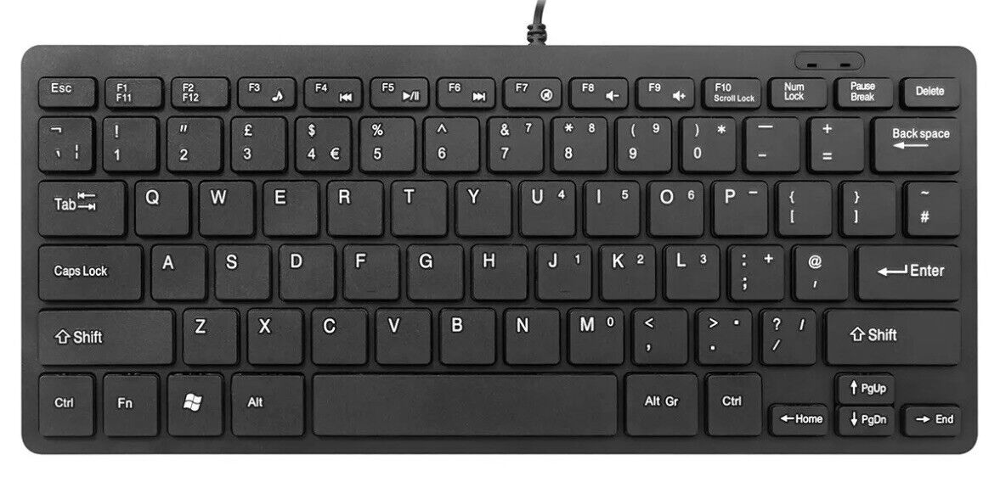 Esc F1 F2 F3 F4 F5 F6 F7 F8 F9 F10 Num Pause Delete
F11 F12 Scroll Lock Lock Break
¬ ! " £ $ % ^ & 7 * 8 ( 9 ) * — + Back space
` ¦ 1 2 3 4 € 5 6 7 8 9 0 - =
Tab Q W E R T Y U 4 I 5 O 6 P - { } ~
[ ] #
Caps Lock A S D F G H J 1 K 2 L 3 : + @ Enter
; '
Shift Z X C V B N M 0 < > . ? / Shift
, . /
Ctrl Fn Alt Alt Gr Ctrl PgUp
Home PgDn End